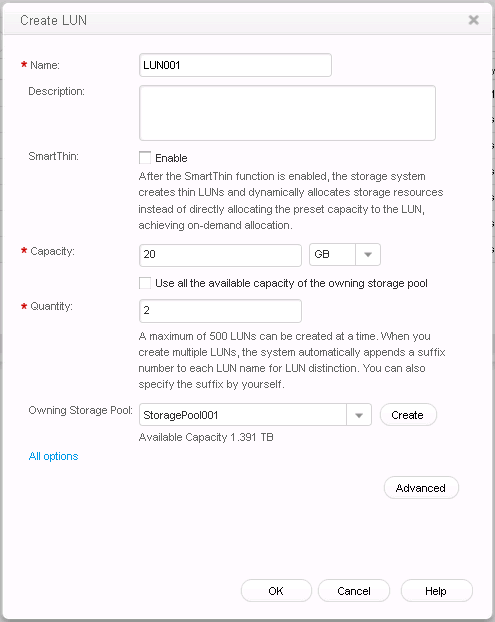 Create LUN
* Name: LUN001
Description:
SmartThin: Enable
After the SmartThin function is enabled, the storage system
creates thin LUNs and dynamically allocates storage resources
instead of directly allocating the preset capacity to the LUN,
achieving on-demand allocation.
* Capacity: 20 GB
Use all the available capacity of the owning storage pool
* Quantity: 2
A maximum of 500 LUNs can be created at a time. When you
create multiple LUNs, the system automatically appends a suffix
number to each LUN name for LUN distinction. You can also
specify the suffix by yourself.
Owning Storage Pool: StoragePool001 Create
Available Capacity 1.391 TB
All options
Advanced
OK Cancel Help